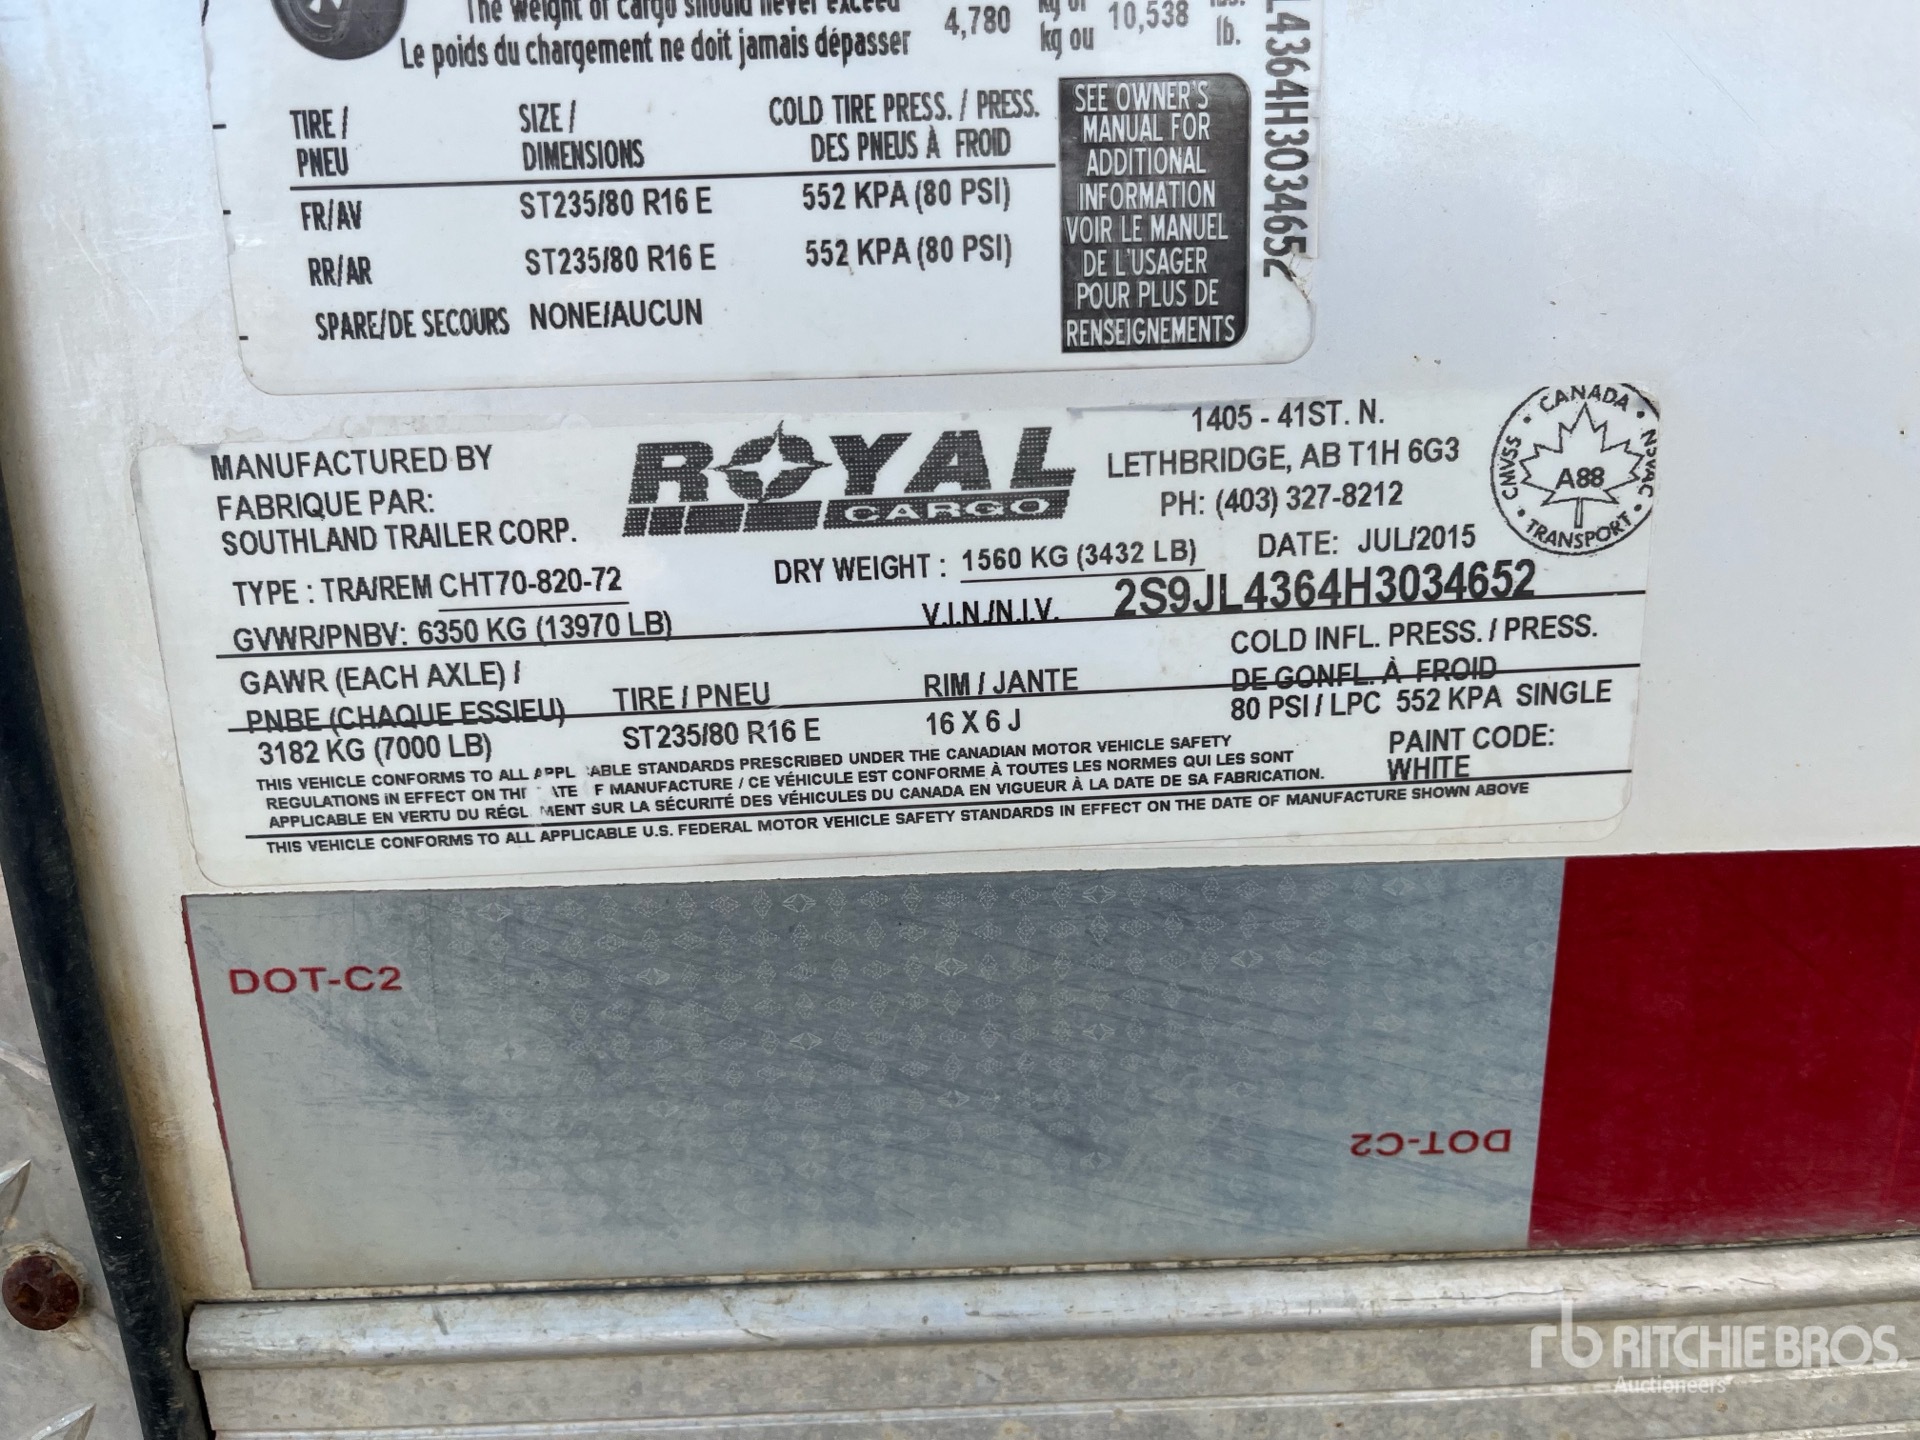 The weight of cargo should never exceed
Le poids du chargement ne doit jamais dépasser
4,780 kg or 10,538 lbs.
kg ou lb.
TIRE / SIZE / COLD TIRE PRESS. / PRESS.
PNEU DIMENSIONS DES PNEUS À FROID
FR/AV ST235/80 R16 E 552 KPA (80 PSI)
RR/AR ST235/80 R16 E 552 KPA (80 PSI)
SPARE/DE SECOURS NONE/AUCUN
SEE OWNER'S
MANUAL FOR
ADDITIONAL
INFORMATION
VOIR LE MANUEL
DE L'USAGER
POUR PLUS DE
RENSEIGNEMENTS
L4364H3034652
MANUFACTURED BY
FABRIQUE PAR:
SOUTHLAND TRAILER CORP.
ROYAL
CARGO
1405 - 41ST. N.
LETHBRIDGE, AB T1H 6G3
PH: (403) 327-8212
CANADA
CMVSS NSVAC
A88
TRANSPORT
TYPE : TRA/REM CHT70-820-72 DRY WEIGHT : 1560 KG (3432 LB) DATE: JUL/2015
GVWR/PNBV: 6350 KG (13970 LB) V.I.N./N.I.V. 2S9JL4364H3034652
GAWR (EACH AXLE) / TIRE / PNEU RIM / JANTE COLD INFL. PRESS. / PRESS.
PNBE (CHAQUE ESSIEU) DE GONFL. À FROID
3182 KG (7000 LB) ST235/80 R16 E 16 X 6 J 80 PSI / LPC 552 KPA SINGLE
THIS VEHICLE CONFORMS TO ALL APPL ABLE STANDARDS PRESCRIBED UNDER THE CANADIAN MOTOR VEHICLE SAFETY
REGULATIONS IN EFFECT ON TH ATE F MANUFACTURE / CE VÉHICULE EST CONFORME À TOUTES LES NORMES QUI LES SONT
APPLICABLE EN VERTU DU RÉGL MENT SUR LA SÉCURITÉ DES VÉHICULES DU CANADA EN VIGUEUR À LA DATE DE SA FABRICATION.
PAINT CODE:
WHITE
THIS VEHICLE CONFORMS TO ALL APPLICABLE U.S. FEDERAL MOTOR VEHICLE SAFETY STANDARDS IN EFFECT ON THE DATE OF MANUFACTURE SHOWN ABOVE
DOT-C2
DOT-C2
rb RITCHIE BROS.
Auctioneers